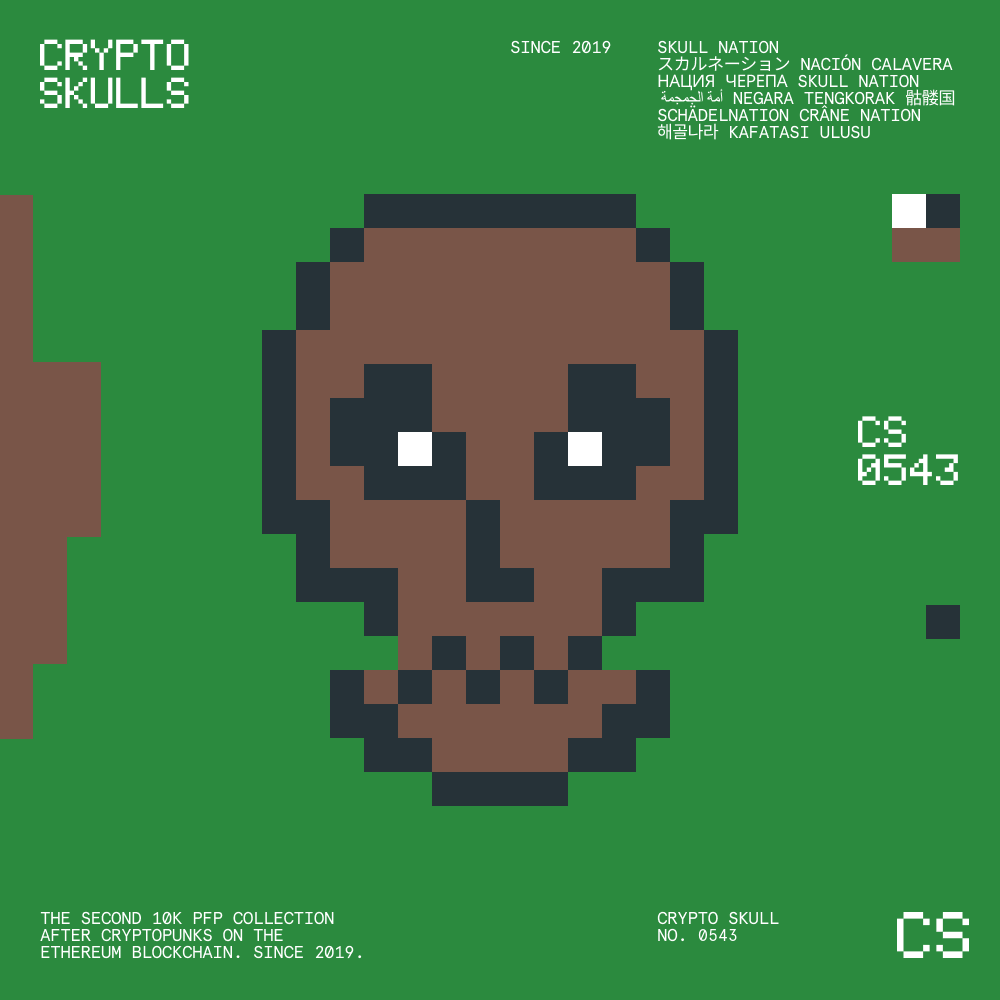 CRYPTO
SKULLS
SINCE 2019
SKULL NATION
スカルネーション NACIÓN CALAVERA
НАЦИЯ ЧЕРЕПА SKULL NATION
أمة الجمجمة NEGARA TENGKORAK 骷髅国
SCHÄDELNATION CRÂNE NATION
해골나라 KAFATASI ULUSU
CS
0543
THE SECOND 10K PFP COLLECTION
AFTER CRYPTOPUNKS ON THE
ETHEREUM BLOCKCHAIN. SINCE 2019.
CRYPTO SKULL
NO. 0543
CS